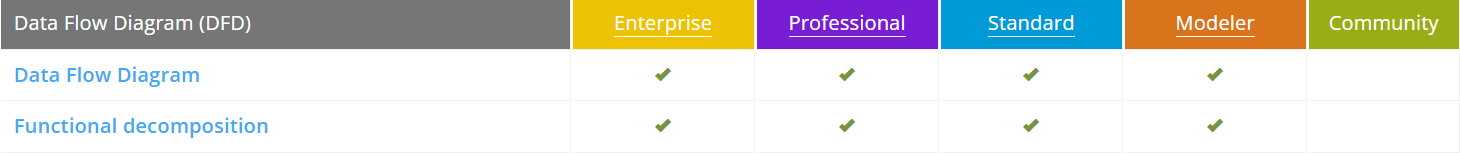 Data Flow Diagram (DFD) Enterprise Professional Standard Modeler Community
Data Flow Diagram ✔ ✔ ✔ ✔
Functional decomposition ✔ ✔ ✔ ✔